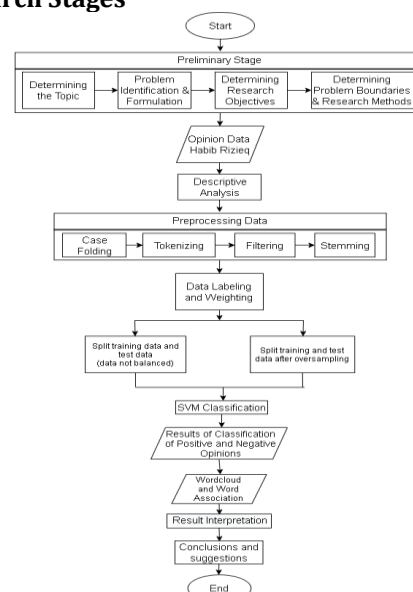 rch Stages
Start
Preliminary Stage
Determining
the Topic
Problem
Identification &
Formulation
Determining
Research
Objectives
Determining
Problem Boundaries
& Research Methods
Opinion Data
Habib Rizieq
Descriptive
Analysis
Preprocessing Data
Case
Folding
Tokenizing
Filtering
Stemming
Data Labeling
and Weighting
Split training data and
test data
(data not balanced)
Split training and test
data after oversampling
SVM Classification
Results of Classification
of Positive and Negative
Opinions
Wordcloud
and Word
Association
Result Interpretation
Conclusions and
suggestions
End